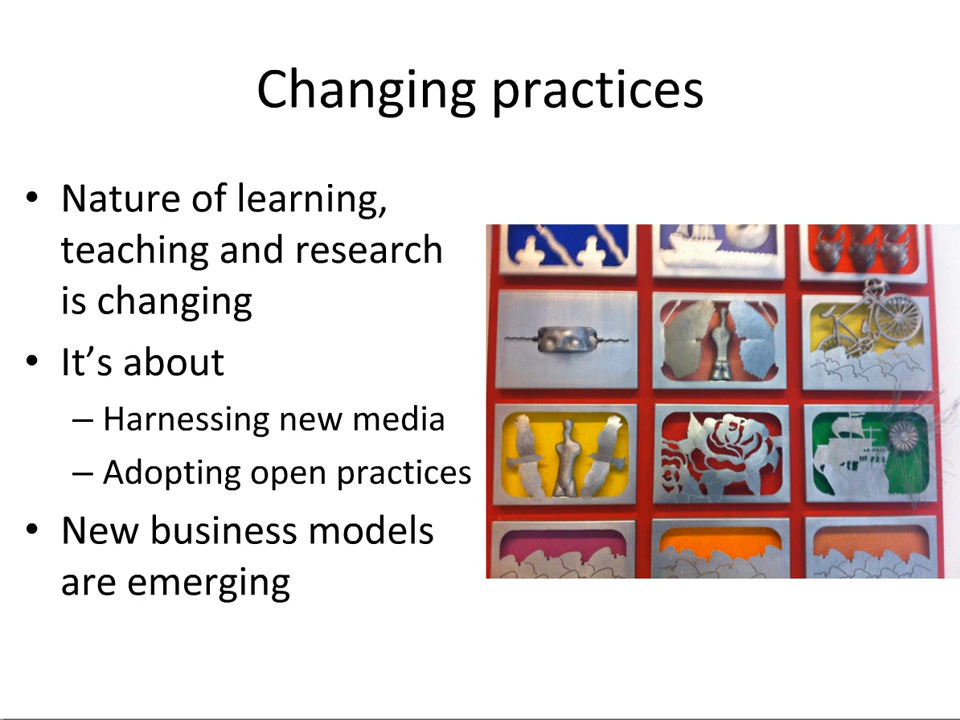 Changing practices
• Nature of learning,
teaching and research
is changing
• It’s about
– Harnessing new media
– Adopting open practices
• New business models
are emerging